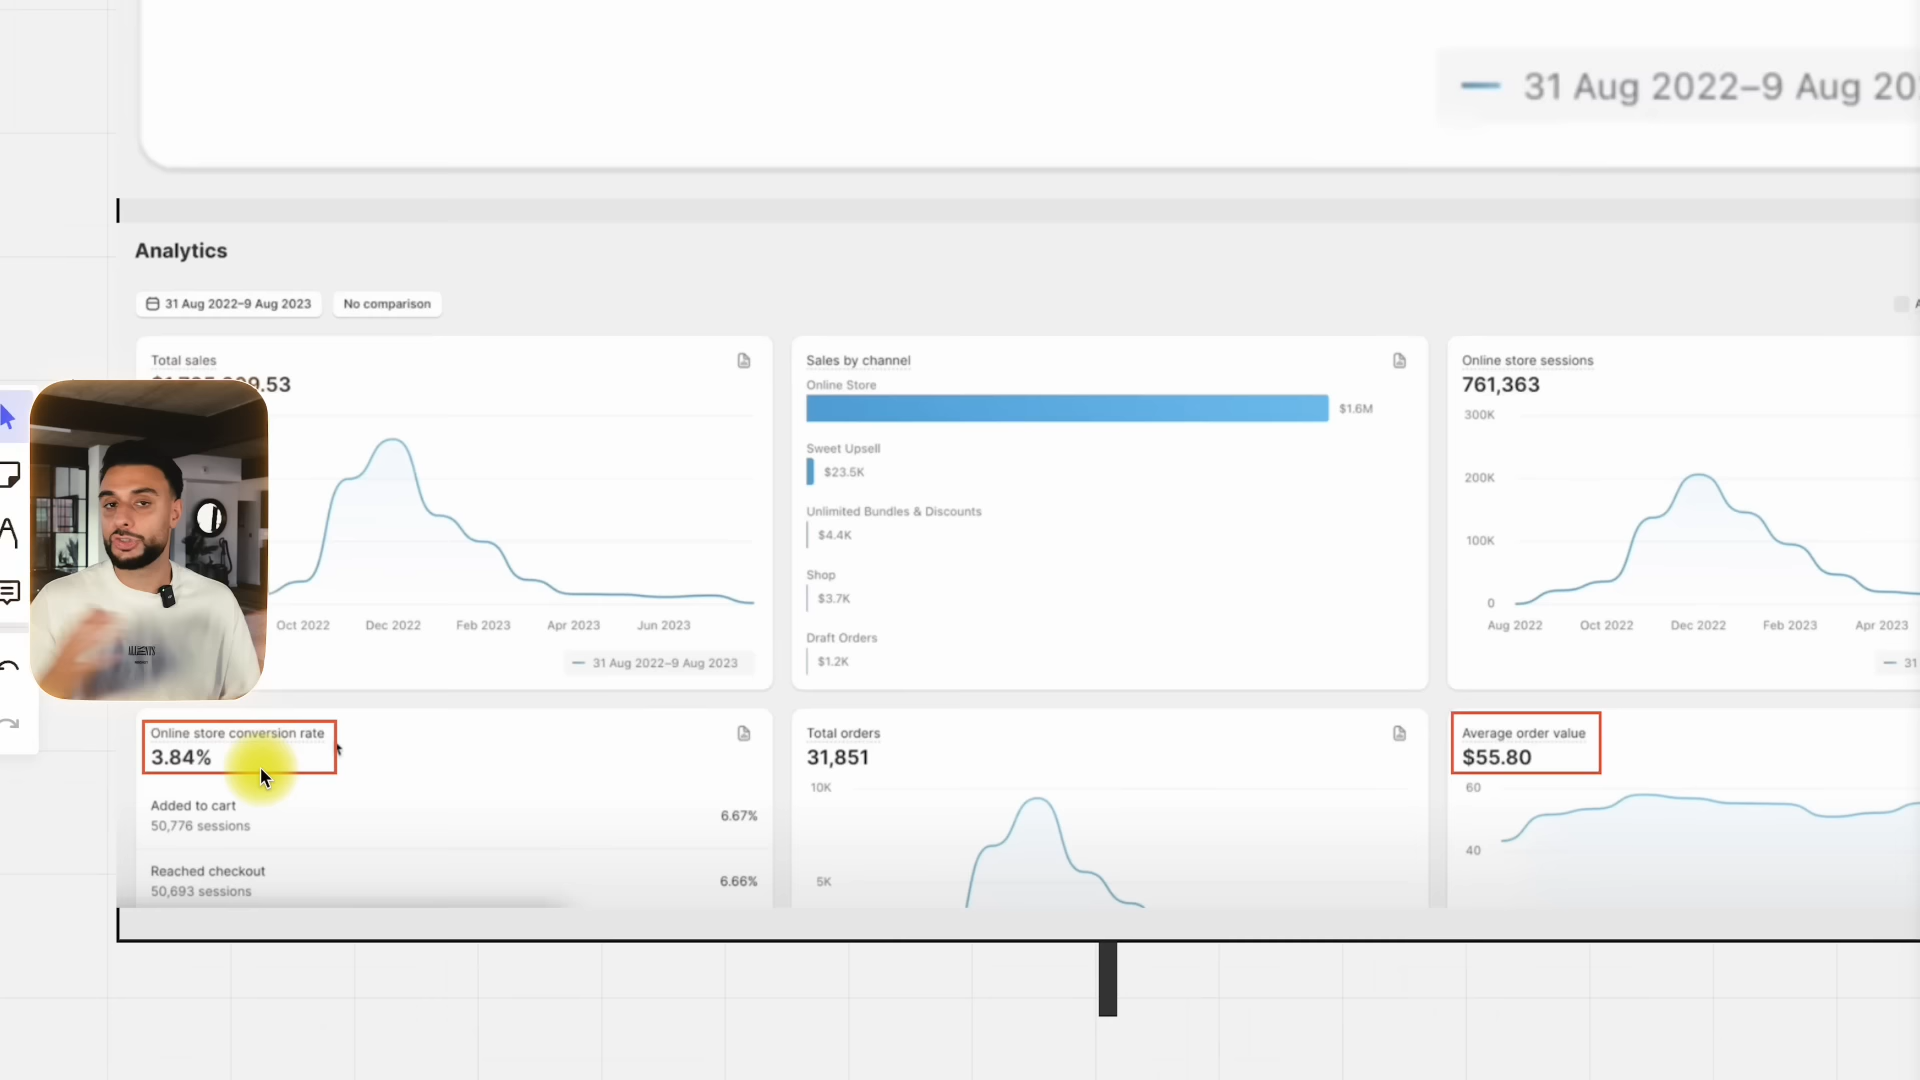 31 Aug 2022–9 Aug 20
Analytics
31 Aug 2022–9 Aug 2023
No comparison
Total sales
9.53
Oct 2022
Dec 2022
Feb 2023
Apr 2023
Jun 2023
31 Aug 2022–9 Aug 2023
Sales by channel
Online Store
$1.6M
Sweet Upsell
$23.5K
Unlimited Bundles & Discounts
$4.4K
Shop
$3.7K
Draft Orders
$1.2K
Online store sessions
761,363
300K
200K
100K
0
Aug 2022
Oct 2022
Dec 2022
Feb 2023
Apr 2023
31
Online store conversion rate
3.84%
Added to cart
50,776 sessions
6.67%
Reached checkout
50,693 sessions
6.66%
Total orders
31,851
10K
5K
Average order value
$55.80
60
40